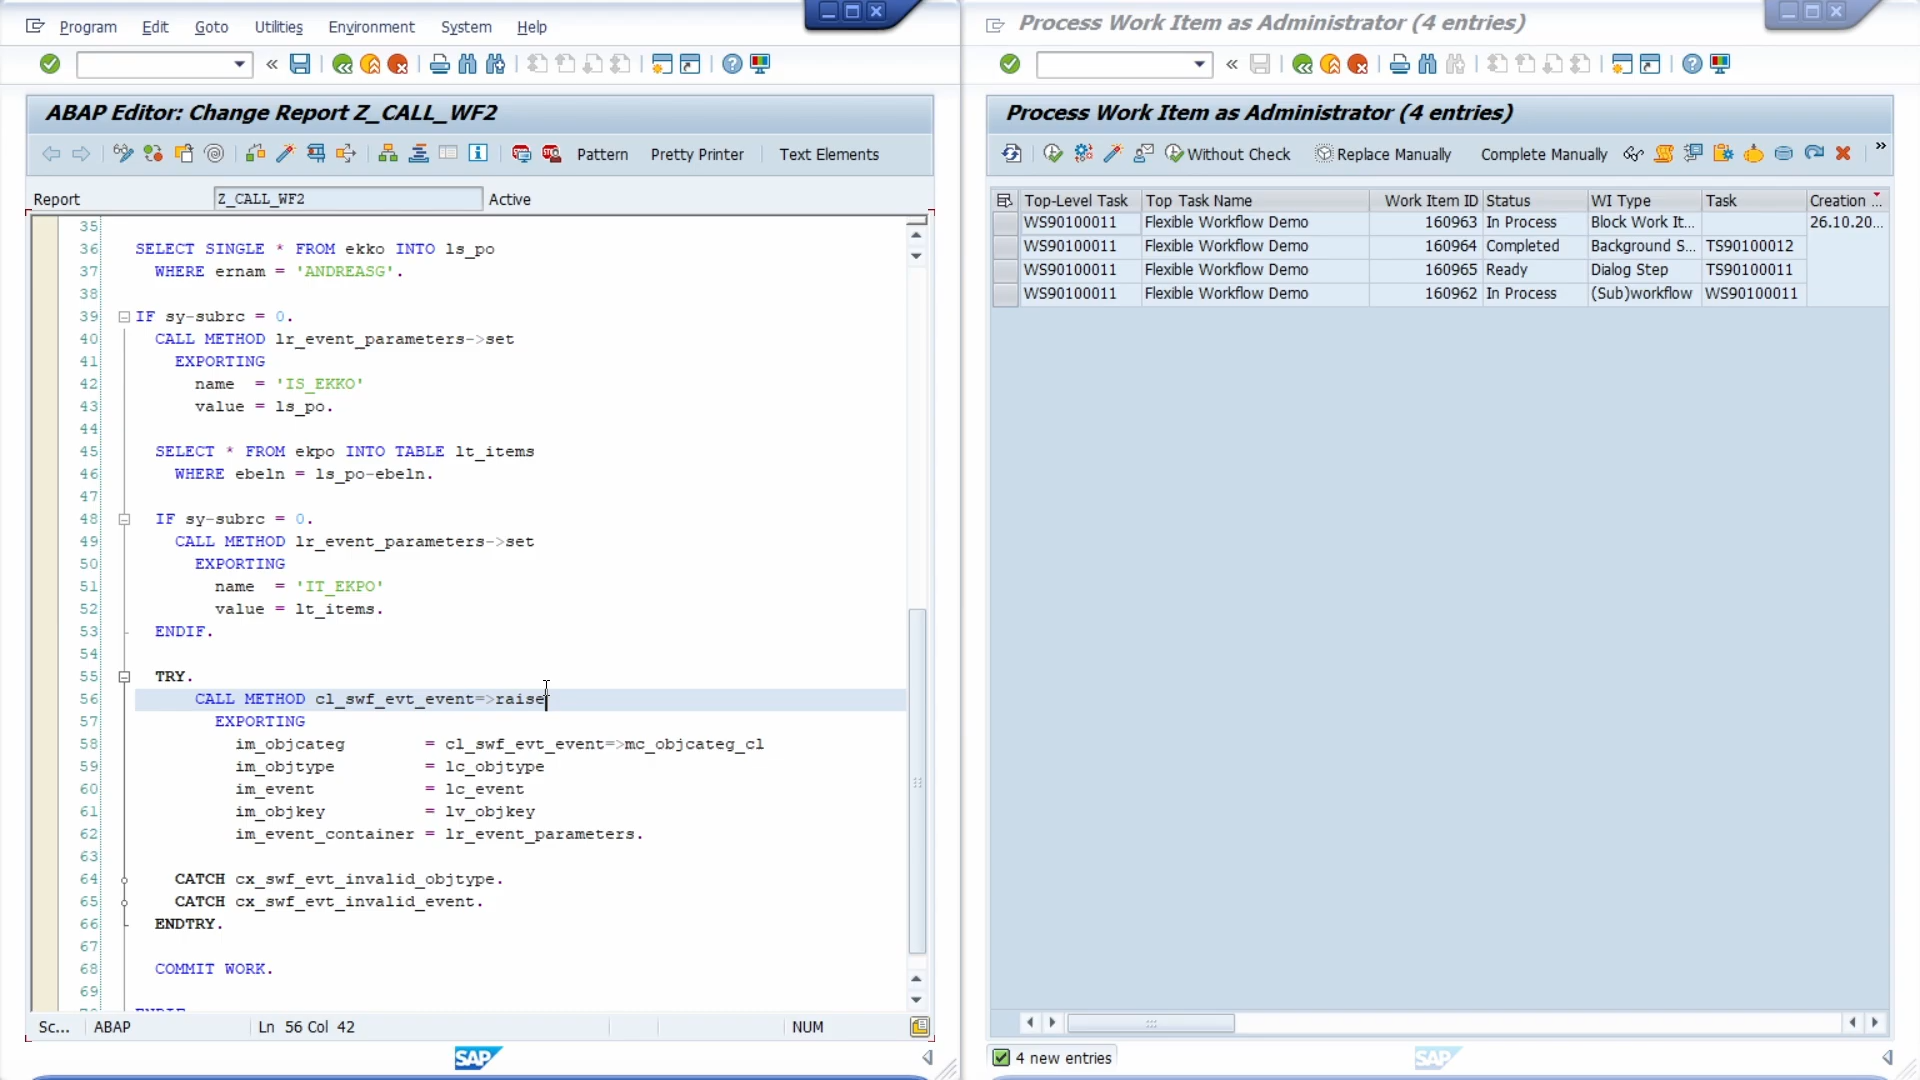 Program Edit Goto Utilities Environment System Help
ABAP Editor: Change Report Z_CALL_WF2
Pattern Pretty Printer Text Elements
Report Z_CALL_WF2 Active
35
36 SELECT SINGLE * FROM ekko INTO ls_po
37 WHERE ernam = 'ANDREASG'.
38
39 IF sy-subrc = 0.
40 CALL METHOD lr_event_parameters->set
41 EXPORTING
42 name = 'IS_EKKO'
43 value = ls_po.
44
45 SELECT * FROM ekpo INTO TABLE lt_items
46 WHERE ebeln = ls_po-ebeln.
47
48 IF sy-subrc = 0.
49 CALL METHOD lr_event_parameters->set
50 EXPORTING
51 name = 'IT_EKPO'
52 value = lt_items.
53 ENDIF.
54
55 TRY.
56 CALL METHOD cl_swf_evt_event=>raise
57 EXPORTING
58 im_objcateg = cl_swf_evt_event=>mc_objcateg_cl
59 im_objtype = lc_objtype
60 im_event = lc_event
61 im_objkey = lv_objkey
62 im_event_container = lr_event_parameters.
63
64 CATCH cx_swf_evt_invalid_objtype.
65 CATCH cx_swf_evt_invalid_event.
66 ENDTRY.
67
68 COMMIT WORK.
69
Sc... ABAP Ln 56 Col 42 NUM
SAP
Process Work Item as Administrator (4 entries)
Process Work Item as Administrator (4 entries)
Without Check Replace Manually Complete Manually
Top-Level Task Top Task Name Work Item ID Status WI Type Task Creation ...
WS90100011 Flexible Workflow Demo 160963 In Process Block Work It... 26.10.20...
WS90100011 Flexible Workflow Demo 160964 Completed Background S... TS90100012
WS90100011 Flexible Workflow Demo 160965 Ready Dialog Step TS90100011
WS90100011 Flexible Workflow Demo 160962 In Process (Sub)workflow WS90100011
4 new entries
SAP